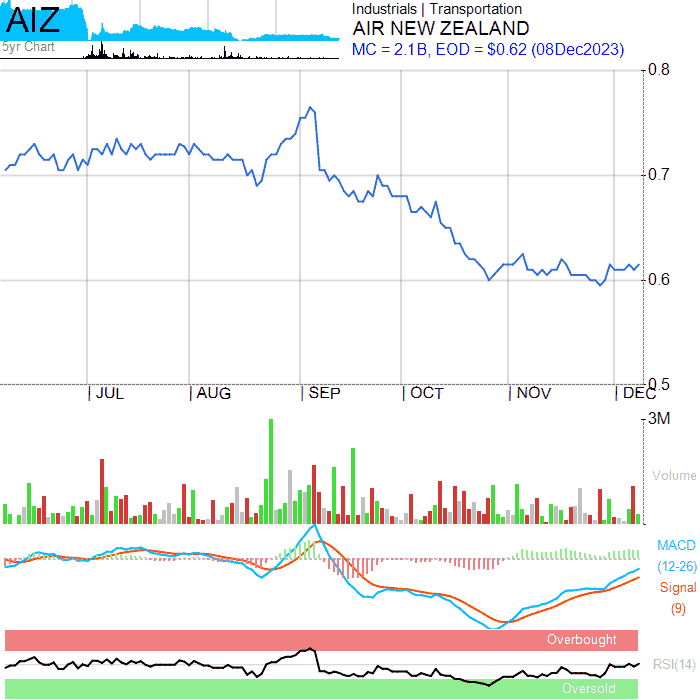 AIZ
5yr Chart
Industrials | Transportation
AIR NEW ZEALAND
MC = 2.1B, EOD = $0.62 (08Dec2023)
0.8
0.7
0.6
0.5
| JUL | AUG | SEP | OCT | NOV | DEC
3M
Volume
MACD
(12-26)
Signal
(9)
Overbought
RSI(14)
Oversold